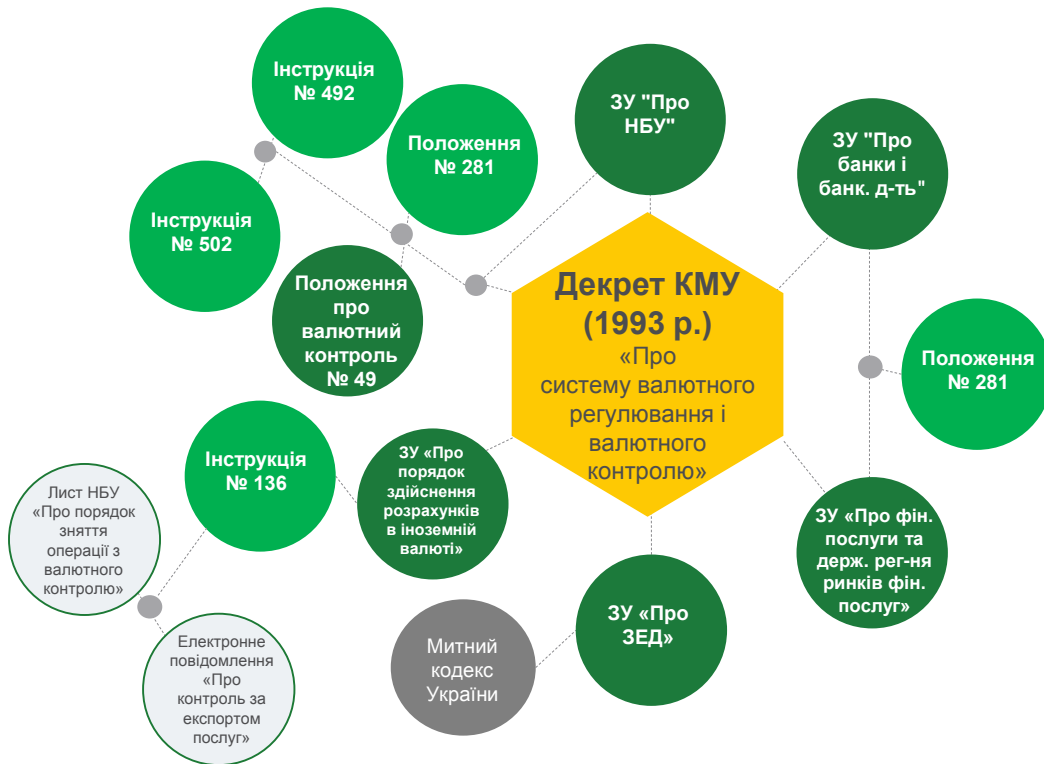 Інструкція
№ 492
ЗУ "Про
НБУ"
ЗУ "Про
банки і
банк. д-ть"
Положення
№ 281
Інструкція
№ 502
Положення
про
валютний
контроль
№ 49
Декрет КМУ
(1993 р.)
«Про
систему валютного
регулювання і
валютного
контролю»
Положення
№ 281
Інструкція
№ 136
ЗУ «Про
порядок
здійснення
розрахунків
в іноземній
валюті»
Лист НБУ
«Про порядок
зняття
операції з
валютного
контролю»
ЗУ «Про фін.
послуги та
держ. рег-ня
ринків фін.
послуг»
ЗУ «Про
ЗЕД»
Митний
кодекс
України
Електронне
повідомлення
«Про
контроль за
експортом
послуг»